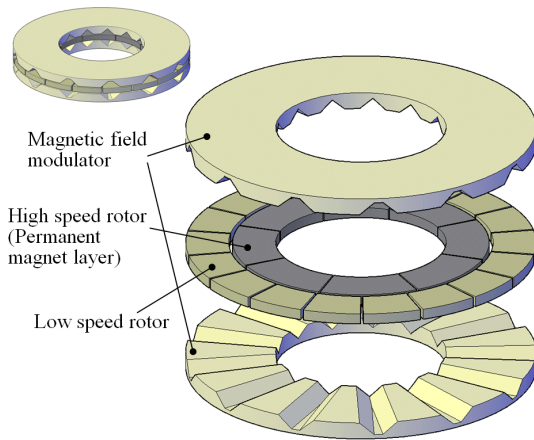 Magnetic field
modulator
High speed rotor
(Permanent
magnet layer)
Low speed rotor